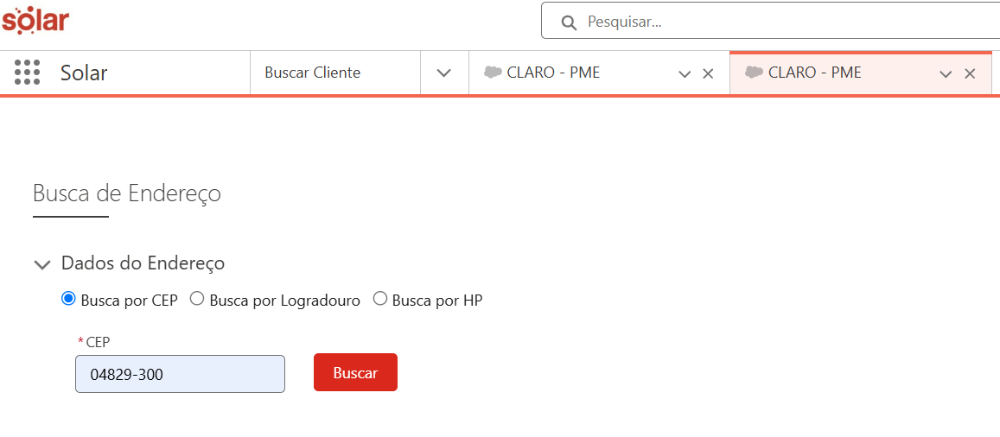 solar
Pesquisar...
Solar
Buscar Cliente
CLARO - PME
CLARO - PME
Busca de Endereço
Dados do Endereço
Busca por CEP Busca por Logradouro Busca por HP
*CEP
04829-300
Buscar